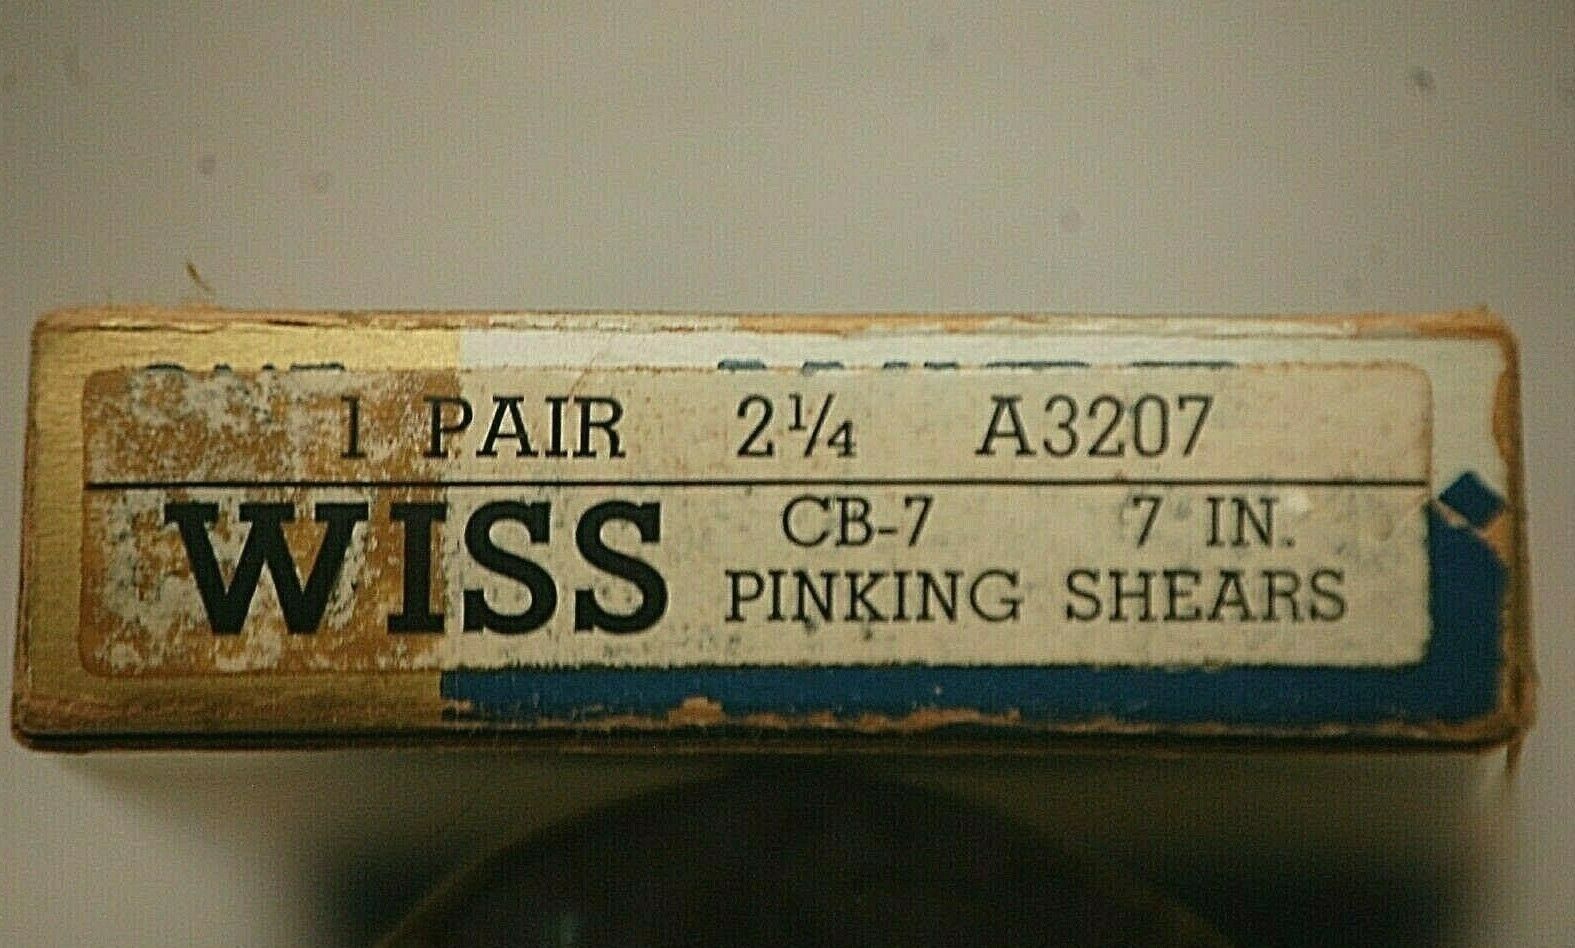 1 PAIR 2¼ A3207
WISS CB-7 7 IN.
PINKING SHEARS